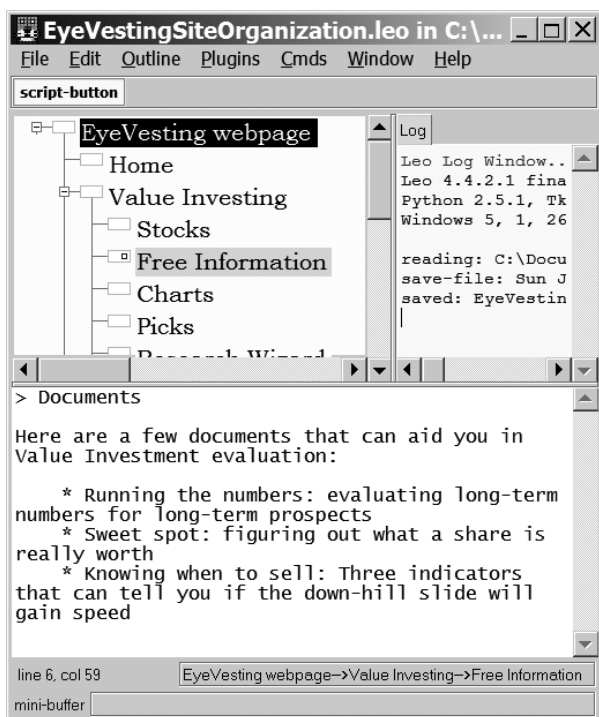 EyeVestingSiteOrganization.leo in C:\...
File Edit Outline Plugins Cmds Window Help
script-button
EyeVesting webpage
Home
Value Investing
Stocks
Free Information
Charts
Picks
Research Wizard
Log
Leo Log Window..
Leo 4.4.2.1 fina
Python 2.5.1, Tk
Windows 5, 1, 26
reading: C:\Docu
save-file: Sun J
saved: EyeVestin
> Documents
Here are a few documents that can aid you in
Value Investment evaluation:
* Running the numbers: evaluating long-term
numbers for long-term prospects
* Sweet spot: figuring out what a share is
really worth
* Knowing when to sell: Three indicators
that can tell you if the down-hill slide will
gain speed
line 6, col 59
EyeVesting webpage-->Value Investing-->Free Information
mini-buffer